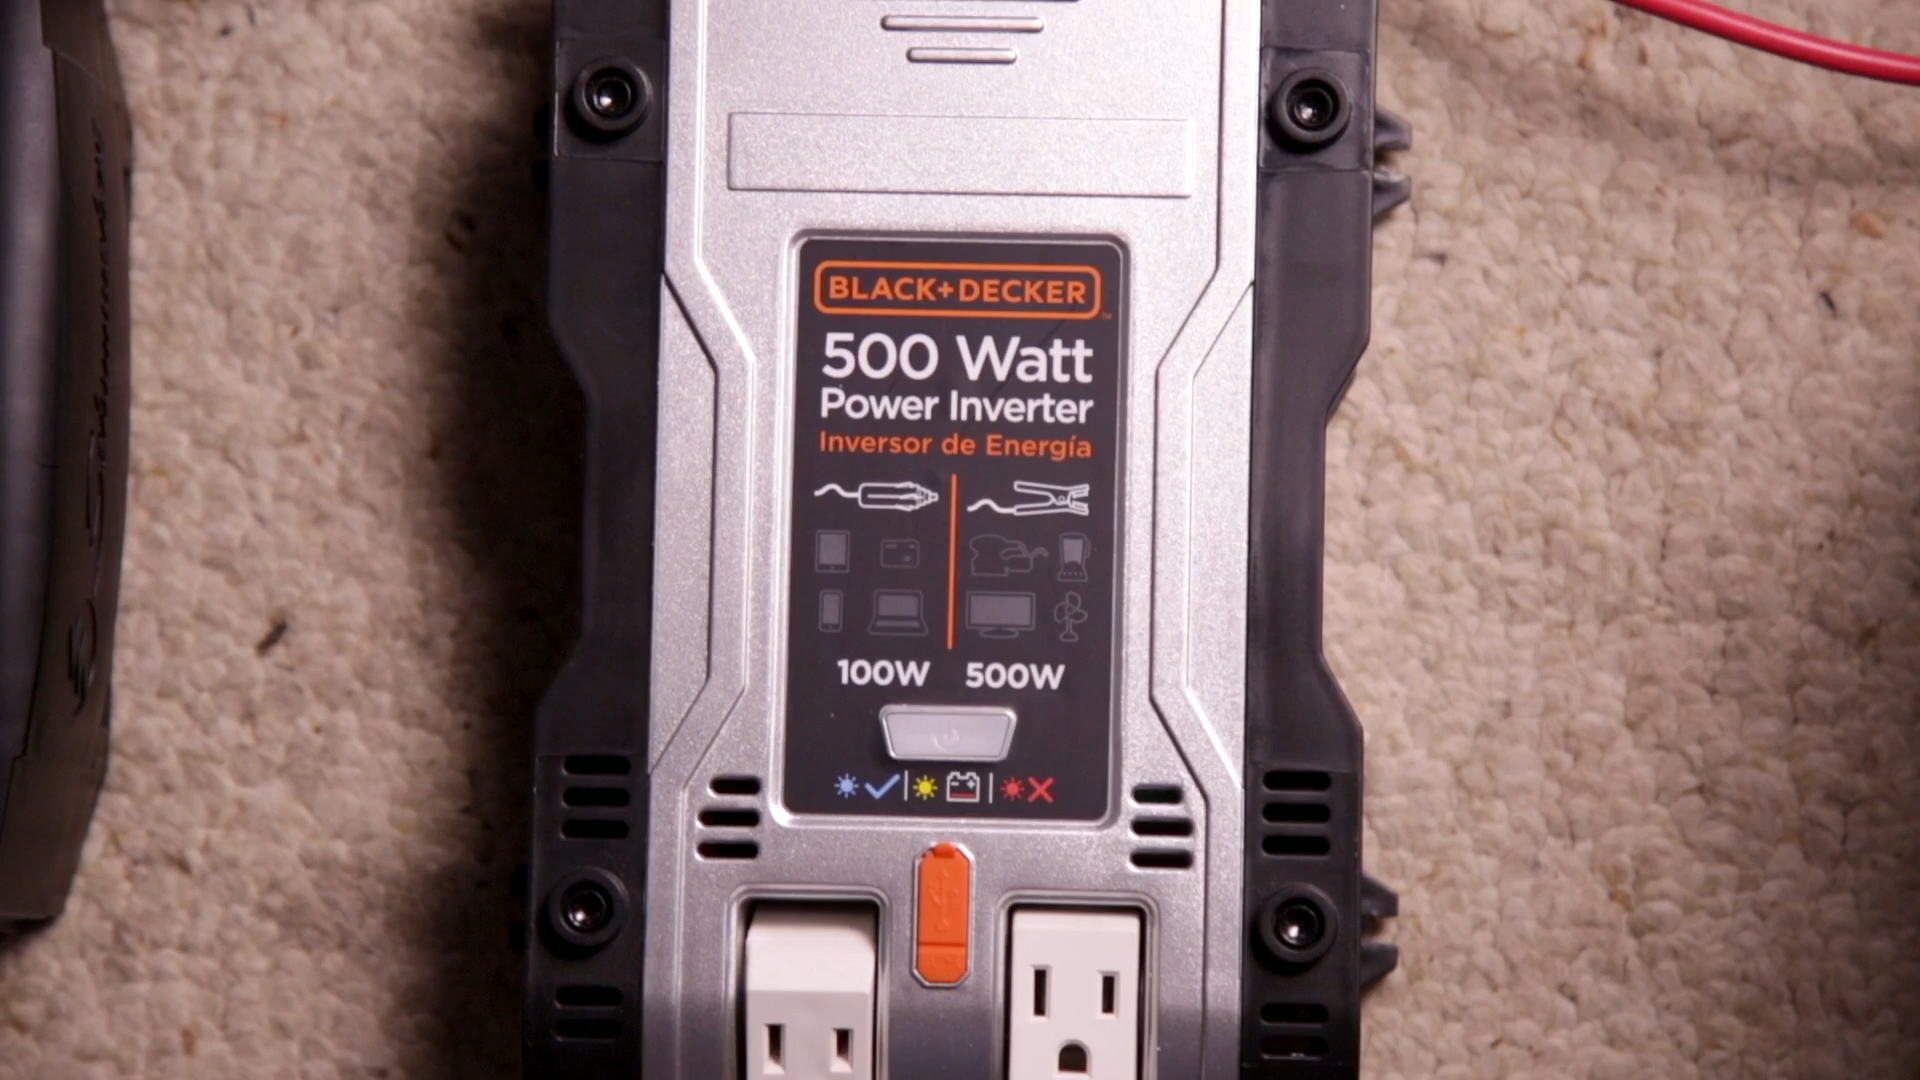 BLACK+DECKER
500 Watt
Power Inverter
Inversor de Energía
100W 500W